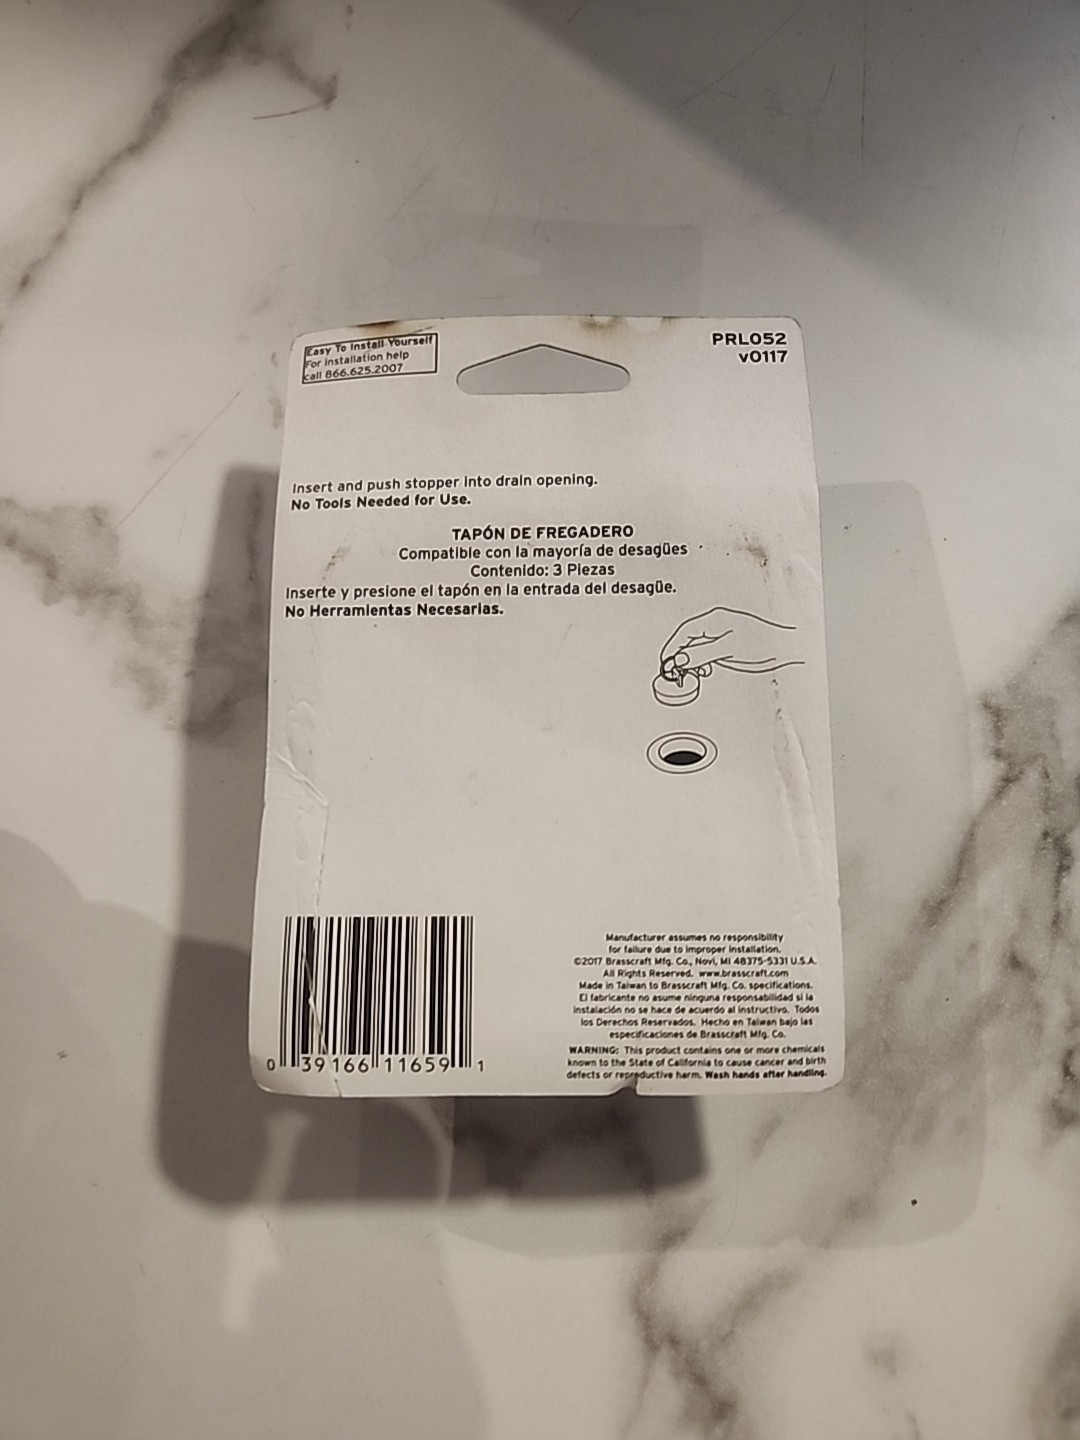 Easy To Install Yourself
For installation help
call 866.625.2007
PRL052
v0117
Insert and push stopper into drain opening.
No Tools Needed for Use.
TAPÓN DE FREGADERO
Compatible con la mayoría de desagües
Contenido: 3 Piezas
Inserte y presione el tapón en la entrada del desagüe.
No Herramientas Necesarias.
0 39166 11659 1
Manufacturer assumes no responsibility
for failure due to improper installation.
©2017 Brasscraft Mfg. Co., Novi, MI 48375-5331 U.S.A.
All Rights Reserved. www.brasscraft.com
Made in Taiwan to Brasscraft Mfg. Co. specifications.
El fabricante no asume ninguna responsabilidad si la
instalación no se hace de acuerdo al instructivo. Todos
los Derechos Reservados. Hecho en Taiwan bajo las
especificaciones de Brasscraft Mfg. Co.
WARNING: This product contains one or more chemicals
known to the State of California to cause cancer and birth
defects or reproductive harm. Wash hands after handling.